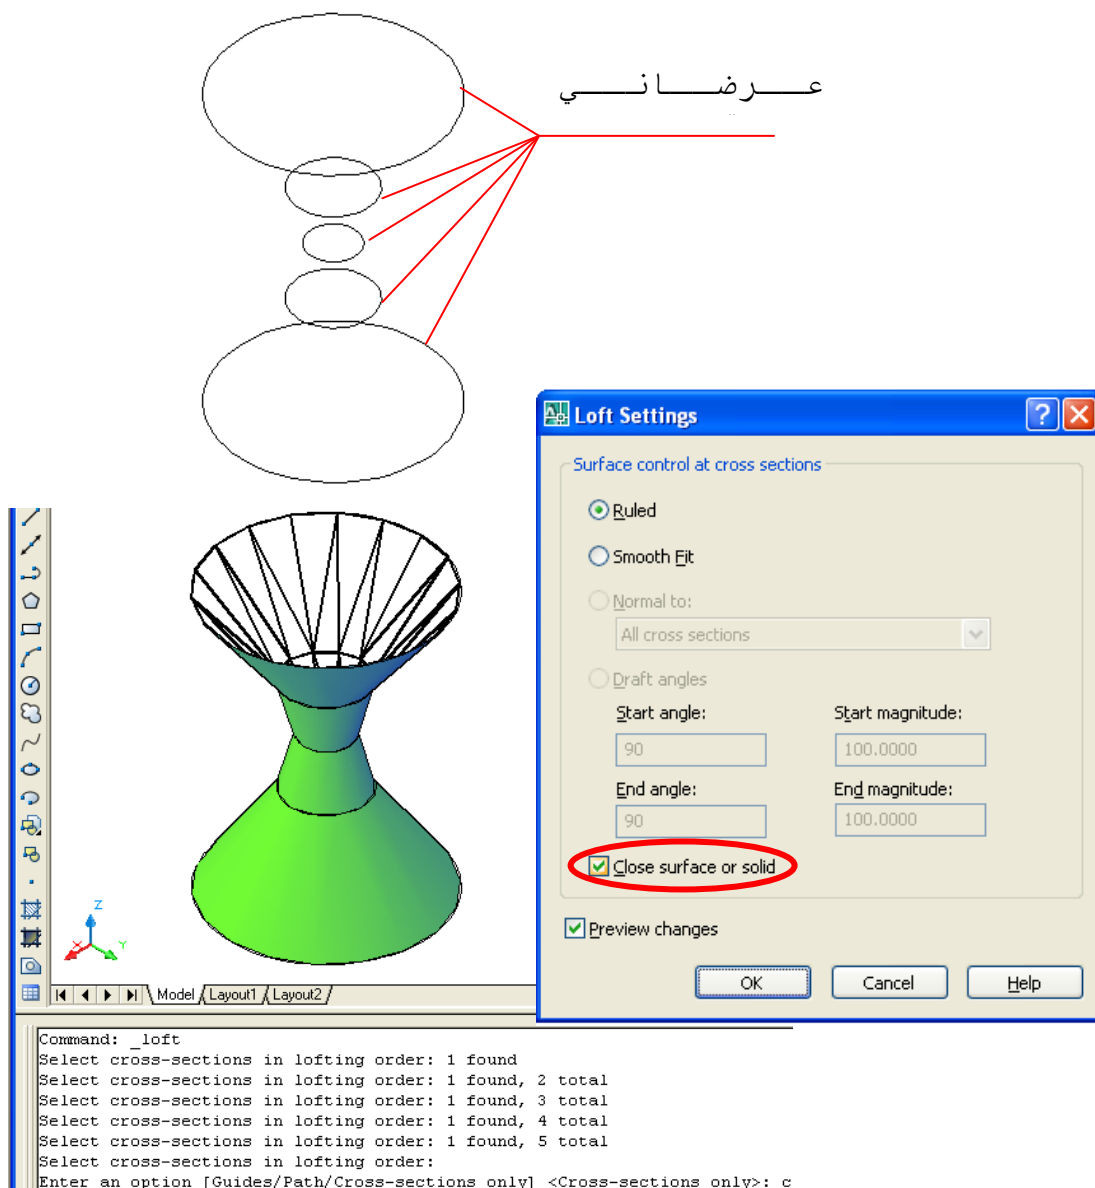 عـــرضـــانـــي
Loft Settings
Surface control at cross sections
Ruled
Smooth Fit
Normal to:
All cross sections
Draft angles
Start angle: Start magnitude:
90 100.0000
End angle: End magnitude:
90 100.0000
Close surface or solid
Preview changes
OK Cancel Help
Z
X Y
Model Layout1 Layout2
Command: _loft
Select cross-sections in lofting order: 1 found
Select cross-sections in lofting order: 1 found, 2 total
Select cross-sections in lofting order: 1 found, 3 total
Select cross-sections in lofting order: 1 found, 4 total
Select cross-sections in lofting order: 1 found, 5 total
Select cross-sections in lofting order:
Enter an option [Guides/Path/Cross-sections only] <Cross-sections only>: c